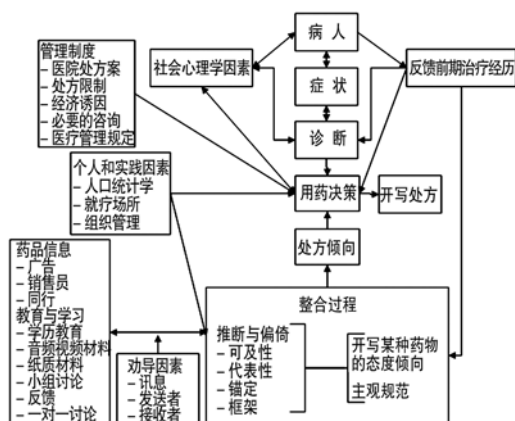 病 人
管理制度
– 医院处方案
– 处方限制
– 经济诱因
– 必要的咨询
– 医疗管理规定
社会心理学因素
反馈前期治疗经历
症 状
诊 断
个人和实践因素
– 人口统计学
– 就疗场所
– 组织管理
用药决策
开写处方
处方倾向
药品信息
– 广告
– 销售员
– 同行
教育与学习
– 学历教育
– 音频视频材料
– 纸质材料
– 小组讨论
– 反馈
– 一对一讨论
劝导因素
– 讯息
– 发送者
– 接收者
整合过程
推断与偏倚
– 可及性
– 代表性
– 锚定
– 框架
开写某种药物
的态度倾向
主观规范